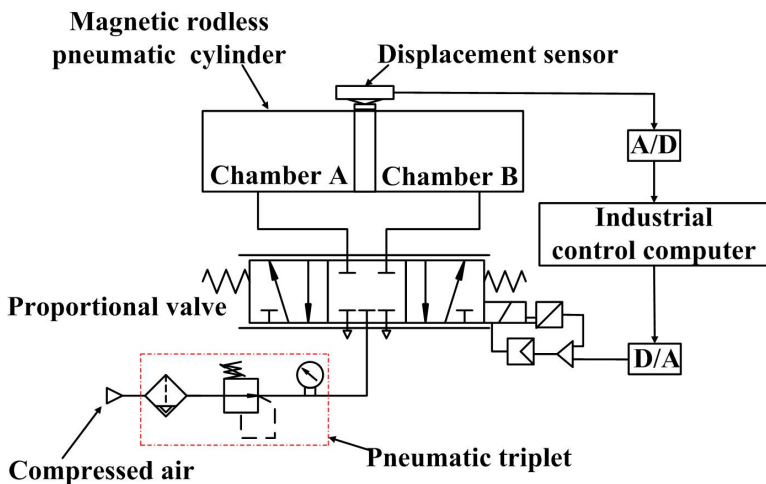 Magnetic rodless
pneumatic cylinder
Displacement sensor
A/D
Chamber A
Chamber B
Industrial
control computer
Proportional valve
D/A
Compressed air
Pneumatic triplet